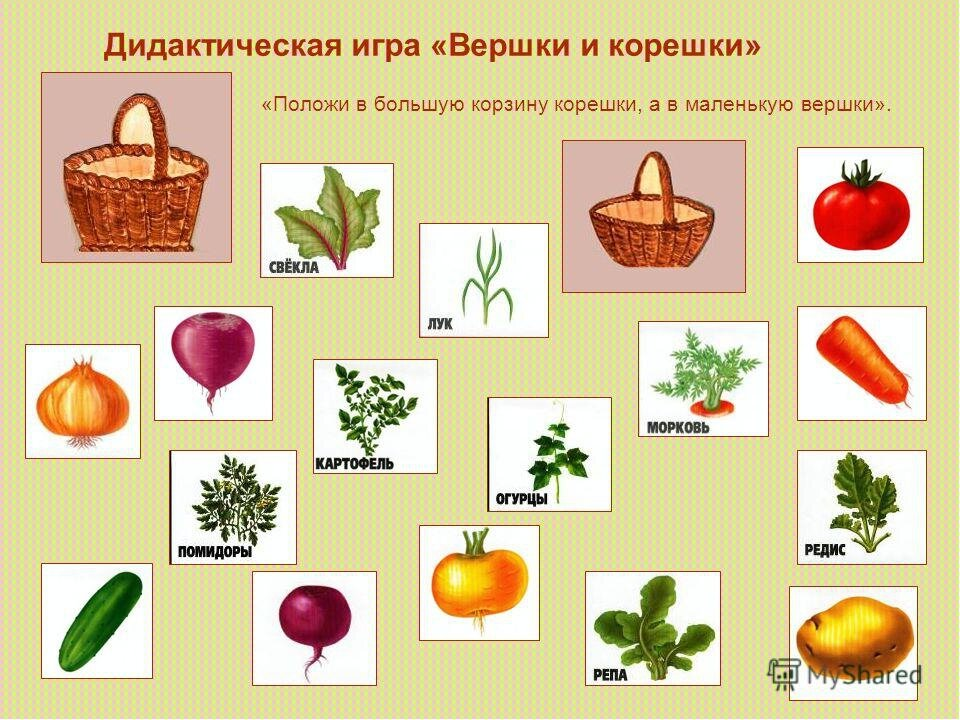 Дидактическая игра «Вершки и корешки»
«Положи в большую корзину корешки, а в маленькую вершки».
СВЁКЛА
ЛУК
МОРКОВЬ
КАРТОФЕЛЬ
ОГУРЦЫ
ПОМИДОРЫ
РЕДИС
РЕПА
MyShared